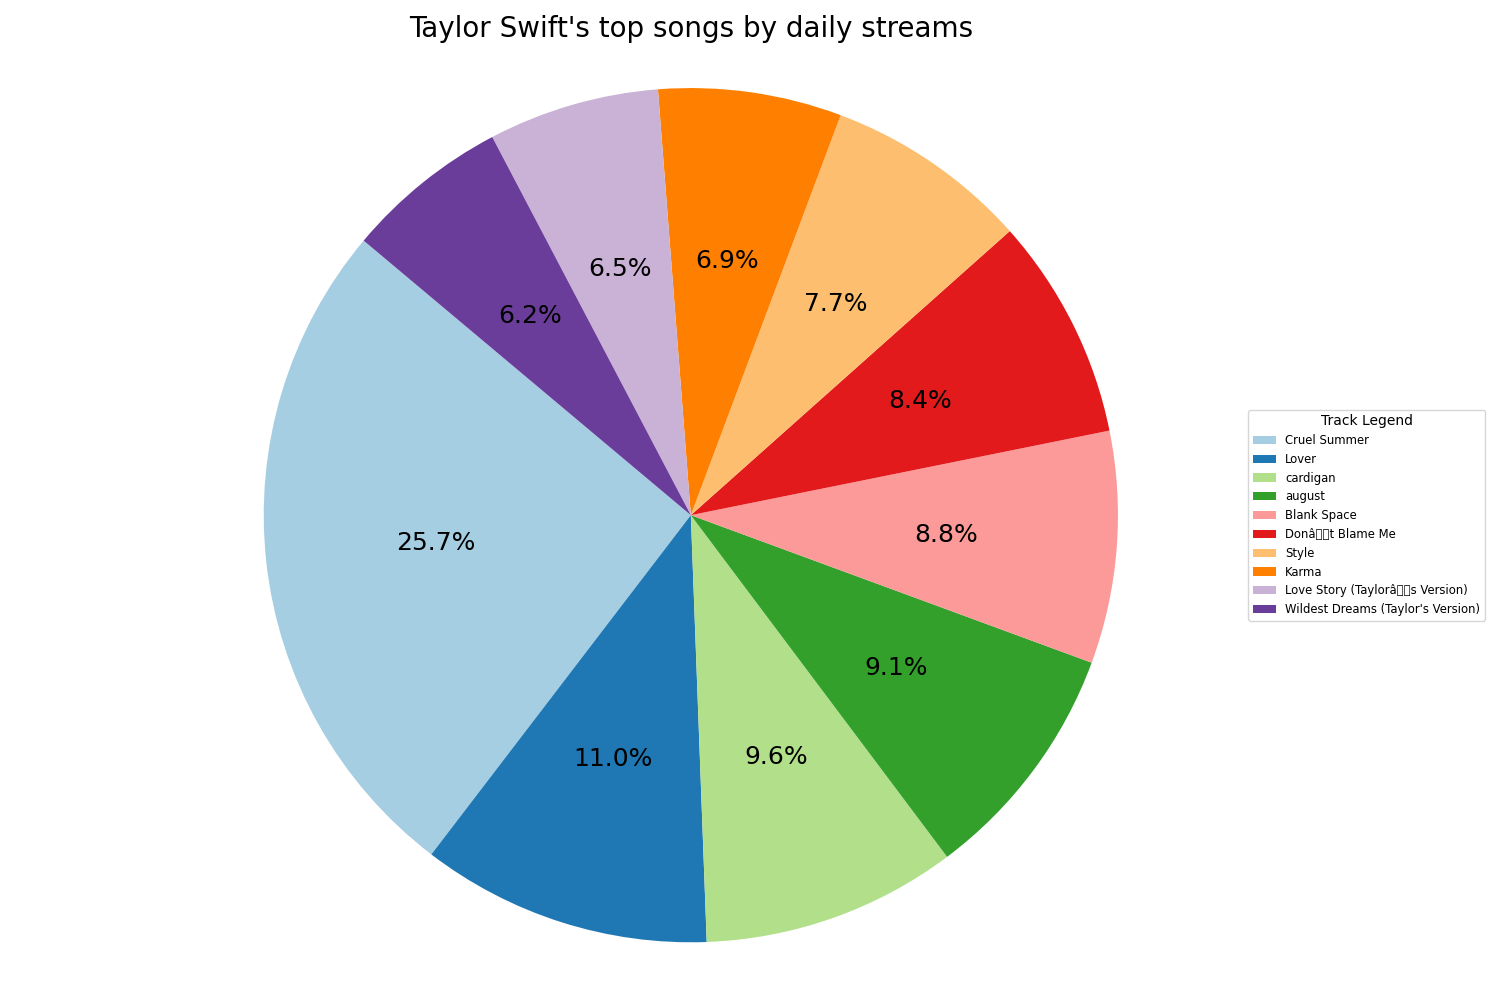 Taylor Swift's top songs by daily streams
6.9%
6.5%
7.7%
6.2%
8.4%
25.7%
8.8%
9.1%
11.0%
9.6%
Track Legend
Cruel Summer
Lover
cardigan
august
Blank Space
Donâ▯▯t Blame Me
Style
Karma
Love Story (Taylorâ▯▯s Version)
Wildest Dreams (Taylor's Version)